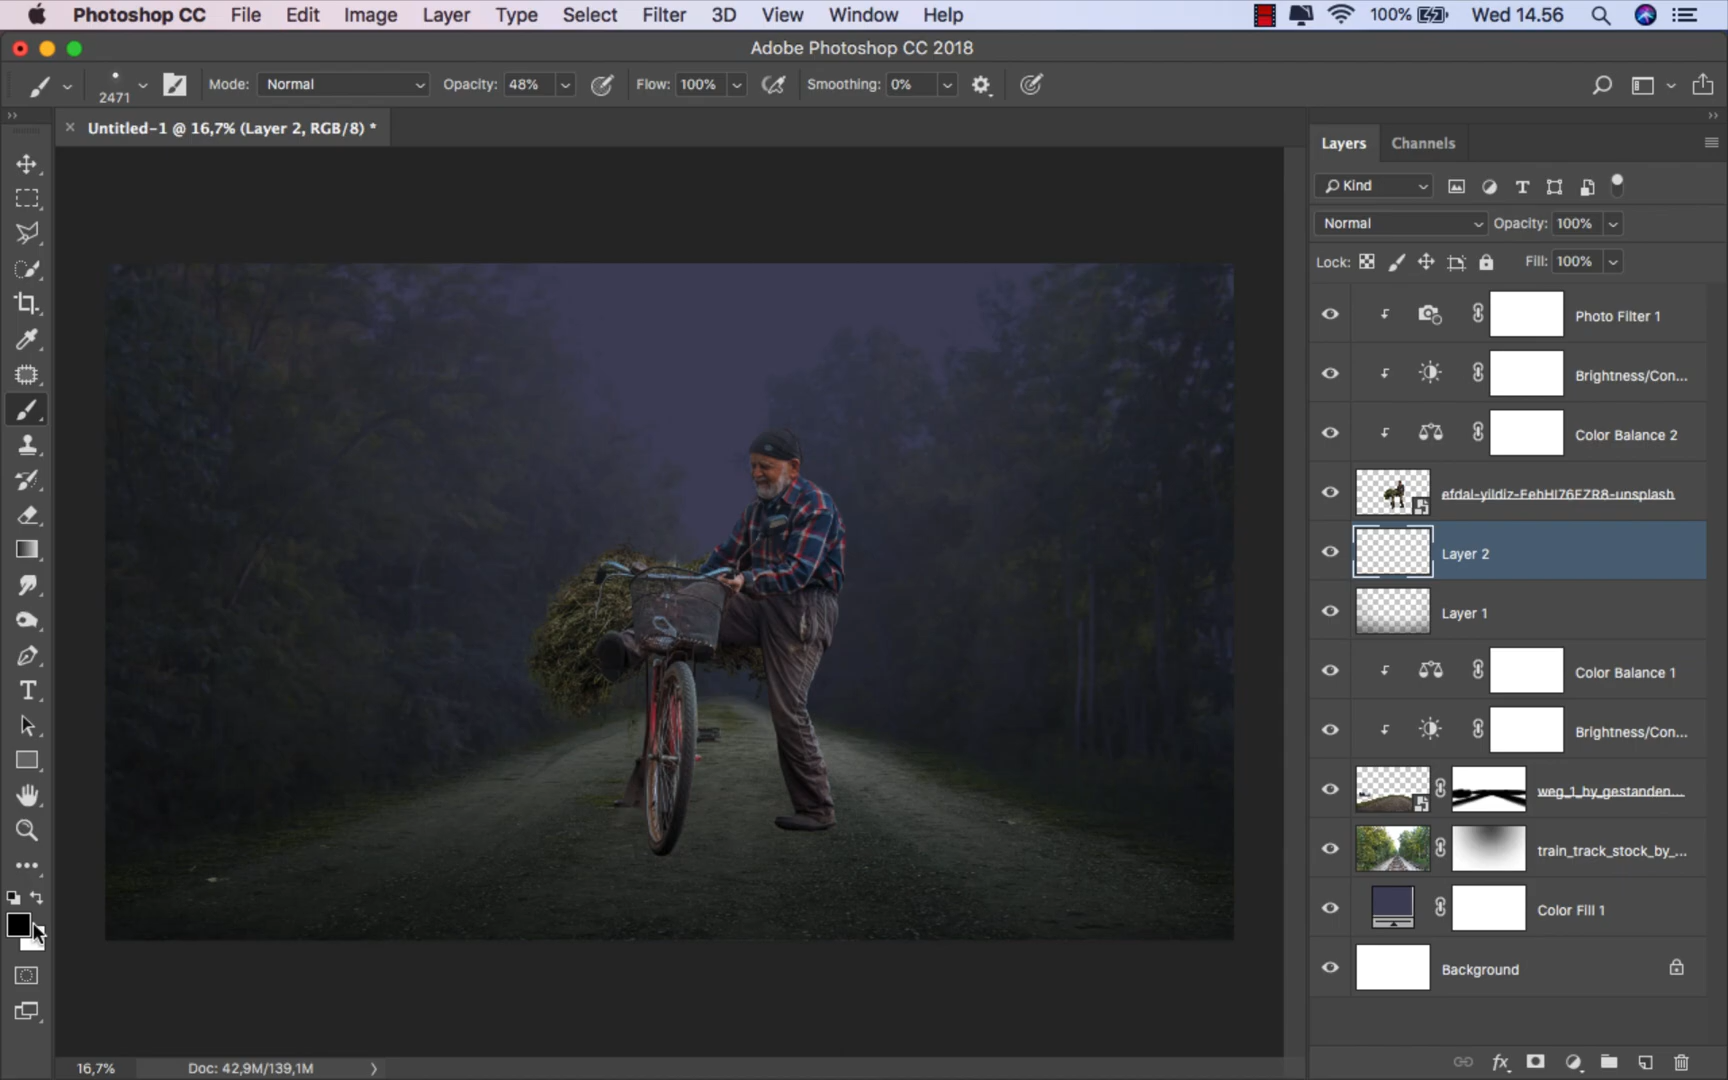 Photoshop CC File Edit Image Layer Type Select Filter 3D View Window Help 100% Wed 14.56
Adobe Photoshop CC 2018
2471 Mode: Normal Opacity: 48% Flow: 100% Smoothing: 0%
× Untitled-1 @ 16,7% (Layer 2, RGB/8) *
Layers Channels
Kind
Normal Opacity: 100%
Lock: Fill: 100%
Photo Filter 1
Brightness/Con...
Color Balance 2
efdal-yildiz-FehHI76EZR8-unsplash
Layer 2
Layer 1
Color Balance 1
Brightness/Con...
weg_1_by_gestanden...
train_track_stock_by_...
Color Fill 1
Background
16,7% Doc: 42,9M/139,1M